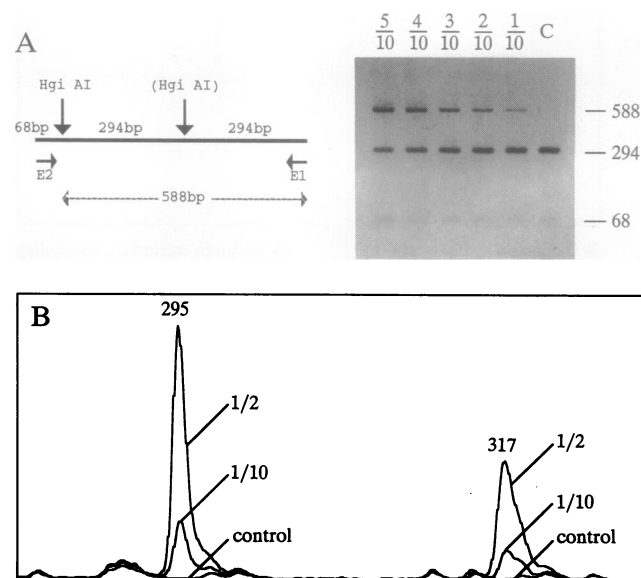 A
Hgi AI
(Hgi AI)
68bp
294bp
294bp
E2
E1
588bp
5/10 4/10 3/10 2/10 1/10 C
588
294
68
B
295
1/2
1/10
control
317
1/2
1/10
control